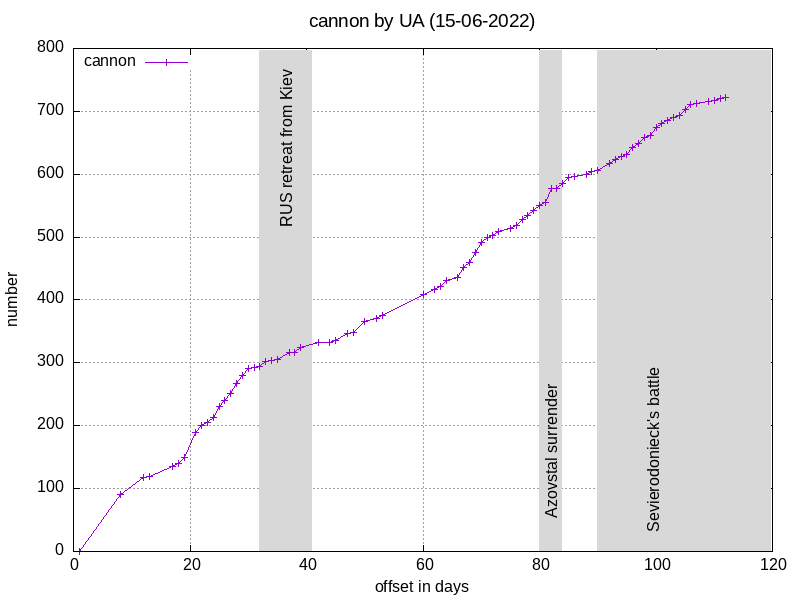 cannon by UA (15-06-2022)
cannon
800
700
600
500
400
300
200
100
0
number
RUS retreat from Kiev
Azovstal surrender
Sevierodonieck's battle
0 20 40 60 80 100 120
offset in days